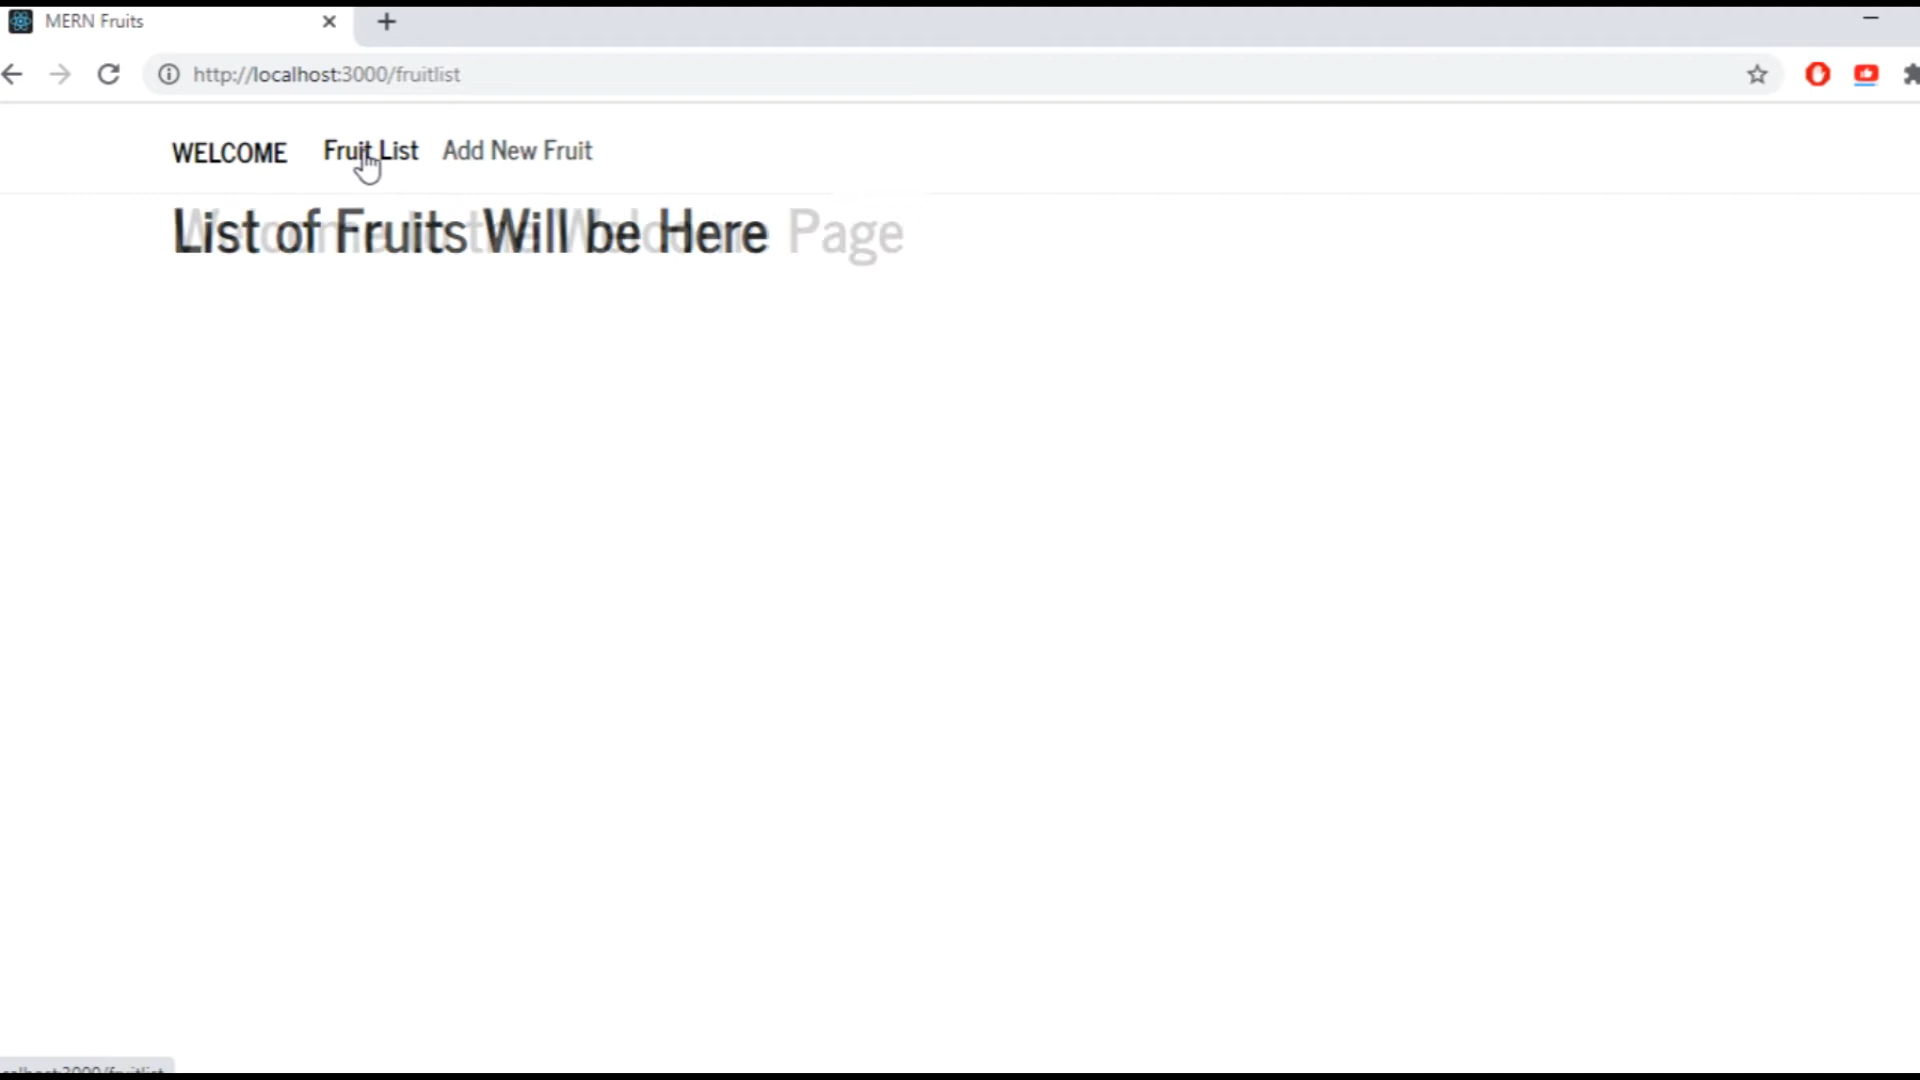 MERN Fruits
http://localhost:3000/fruitlist
WELCOME Fruit List Add New Fruit
List of Fruits Will be Here Page